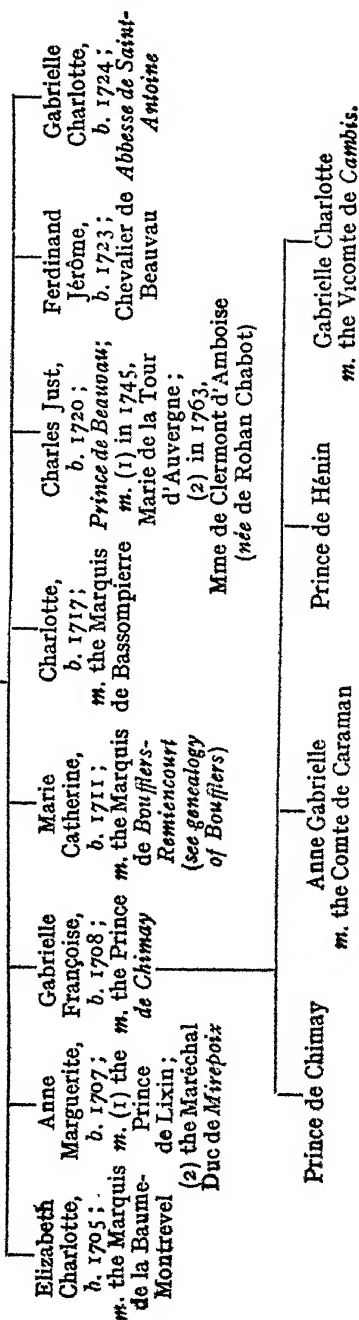 Elizabeth
Charlotte,
b. 1705;
m. the Marquis
de la Baume-
Montrevel
Anne
Marguerite,
b. 1707;
m. (1) the
Prince
de Lixin;
(2) the Maréchal
Duc de Mirepoix
Gabrielle
Françoise,
b. 1708;
m. the Prince
de Chimay
Marie
Catherine,
b. 1711;
m. the Marquis
de Boufflers-
Remiencourt
(see genealogy
of Boufflers)
Charlotte,
b. 1717;
m. the Marquis
de Bassompierre
Charles Just,
b. 1720;
Prince de Beauvau;
m. (1) in 1745,
Marie de la Tour
d'Auvergne;
(2) in 1763,
Mme de Clermont d'Amboise
(née de Rohan Chabot)
Ferdinand
Jérôme,
b. 1723;
Chevalier de
Beauvau
Gabrielle
Charlotte,
b. 1724;
Abbesse de Saint-
Antoine
Prince de Chimay
Anne Gabrielle
m. the Comte de Caraman
Prince de Hénin
Gabrielle Charlotte
m. the Vicomte de Cambis.